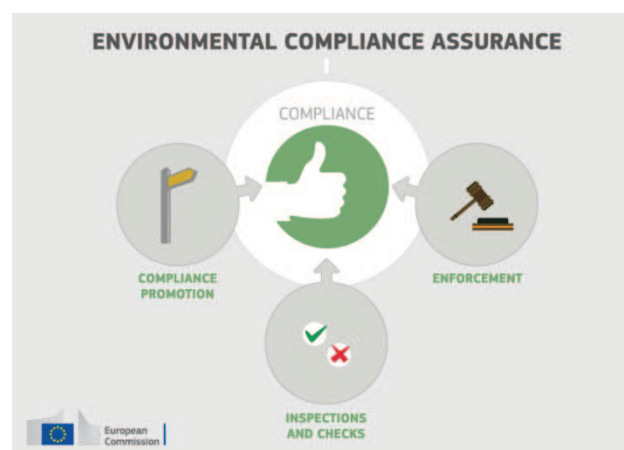 ENVIRONMENTAL COMPLIANCE ASSURANCE
COMPLIANCE
COMPLIANCE
PROMOTION
ENFORCEMENT
INSPECTIONS
AND CHECKS
European
Commission